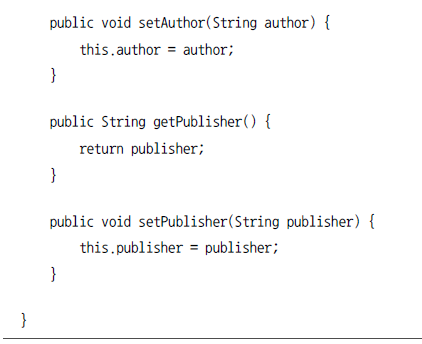 public void setAuthor(String author) {
this.author = author;
}
public String getPublisher() {
return publisher;
}
public void setPublisher(String publisher) {
this.publisher = publisher;
}
}